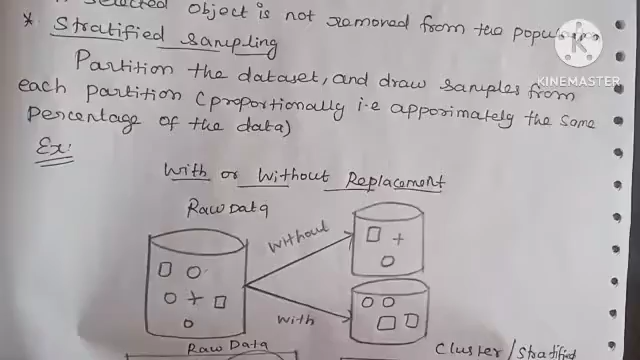 selected object is not removed from the popula
* Stratified sampling
Partition the dataset, and draw samples from
each partition (proportionally i.e apporimately the same
percentage of the data)
Ex:
With or Without Replacement
Raw Data
without
with
Raw Data
Cluster/Stratified
KINEMASTER